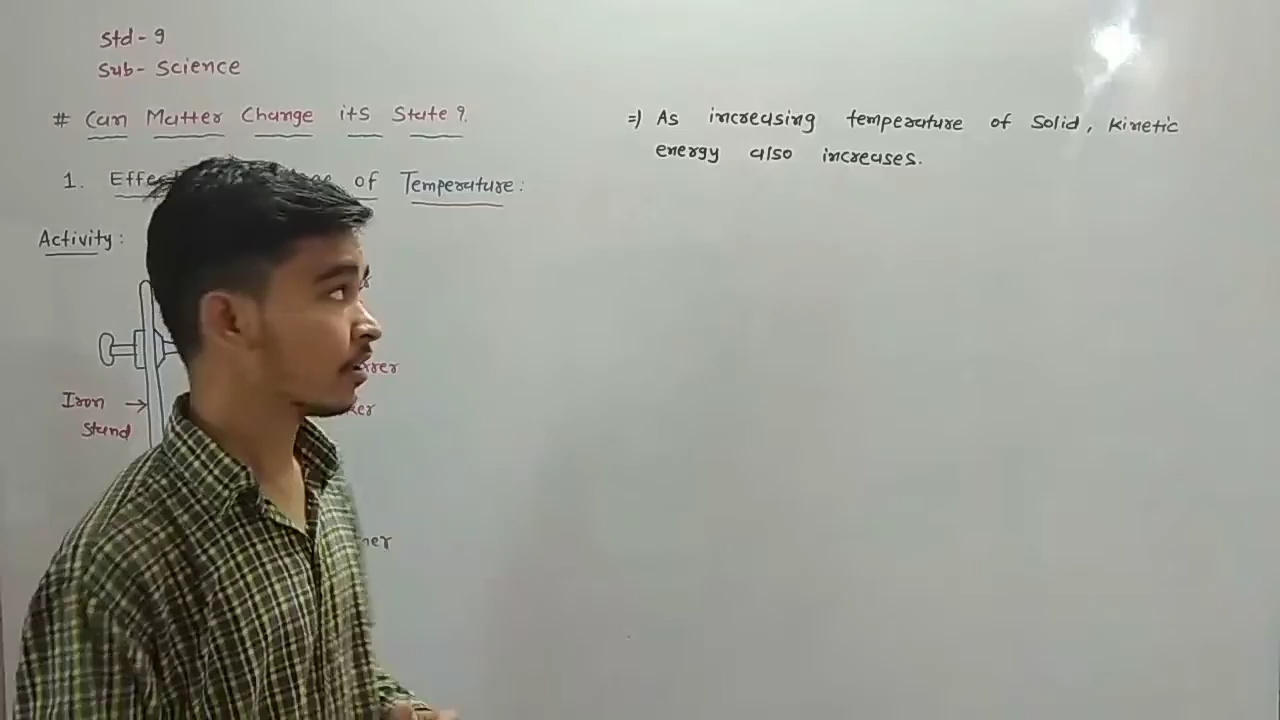 Std - 9
Sub - Science
# Can Matter Change its State ?
1. of Temperature :
Activity :
Iron
Stand
=) As increasing temperature of Solid, Kinetic
energy also increases.